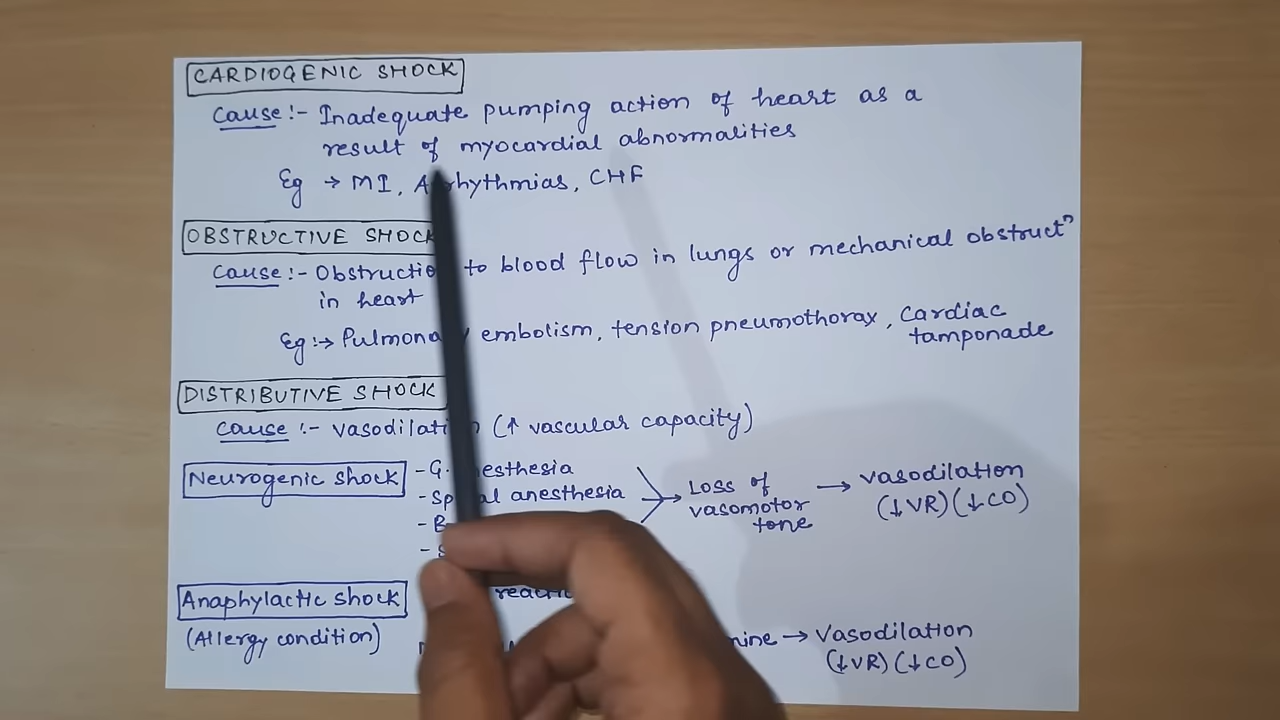 CARDIOGENIC SHOCK
Cause :- Inadequate pumping action of heart as a
result of myocardial abnormalities
Eg → MI, Arrhythmias, CHF
OBSTRUCTIVE SHOCK
Cause :- Obstruction to blood flow in lungs or mechanical obstructⁿ
in heart
Eg :→ Pulmonary embolism, tension pneumothorax, cardiac
tamponade
DISTRIBUTIVE SHOCK
Cause :- Vasodilation (↑ vascular capacity)
Neurogenic shock
- G. anesthesia
- Spinal anesthesia
Loss of
vasomotor
tone
→ vasodilation
(↓VR) (↓CO)
Anaphylactic shock
(Allergy condition)
→ Vasodilation
(↓VR) (↓CO)